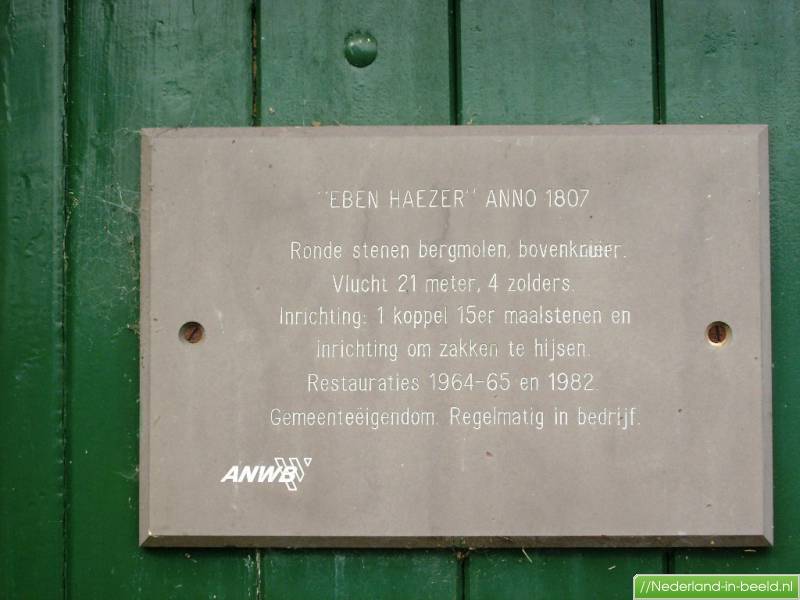 "EBEN HAEZER" ANNO 1807
Ronde stenen bergmolen, bovenkruier.
Vlucht 21 meter, 4 zolders.
Inrichting: 1 koppel 15er maalstenen en
inrichting om zakken te hijsen.
Restauraties 1964-65 en 1982.
Gemeenteëigendom. Regelmatig in bedrijf.
ANWB
//Nederland-in-beeld.nl